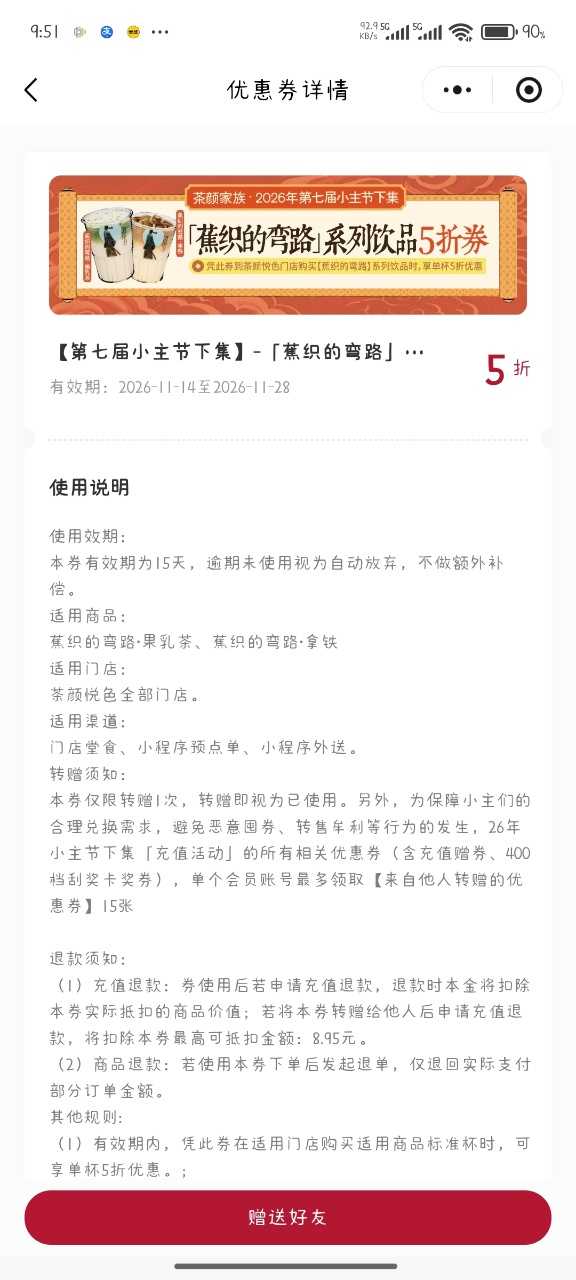 9:51
92.9 KB/s 5G 5G 90%
优惠券详情
茶颜家族·2026年第七届小主节下集
「蕉织的弯路」系列饮品5折券
凭此券到茶颜悦色门店购买【蕉织的弯路】系列饮品时,享单杯5折优惠
【第七届小主节下集】-「蕉织的弯路」…
有效期：2026-11-14至2026-11-28
5折
使用说明
使用效期：
本券有效期为15天，逾期未使用视为自动放弃，不做额外补
偿。
适用商品：
蕉织的弯路·果乳茶、蕉织的弯路·拿铁
适用门店：
茶颜悦色全部门店。
适用渠道：
门店堂食、小程序预点单、小程序外送。
转赠须知：
本券仅限转赠1次，转赠即视为已使用。另外，为保障小主们的
合理兑换需求，避免恶意囤券、转售牟利等行为的发生，26年
小主节下集「充值活动」的所有相关优惠券（含充值赠券、400
档刮奖卡奖券），单个会员账号最多领取【来自他人转赠的优
惠券】15张
退款须知：
（1）充值退款：券使用后若申请充值退款，退款时本金将扣除
本券实际抵扣的商品价值；若将本券转赠给他人后申请充值退
款，将扣除本券最高可抵扣金额：8.95元。
（2）商品退款：若使用本券下单后发起退单，仅退回实际支付
部分订单金额。
其他规则:
（1）有效期内，凭此券在适用门店购买适用商品标准杯时，可
享单杯5折优惠。；
赠送好友